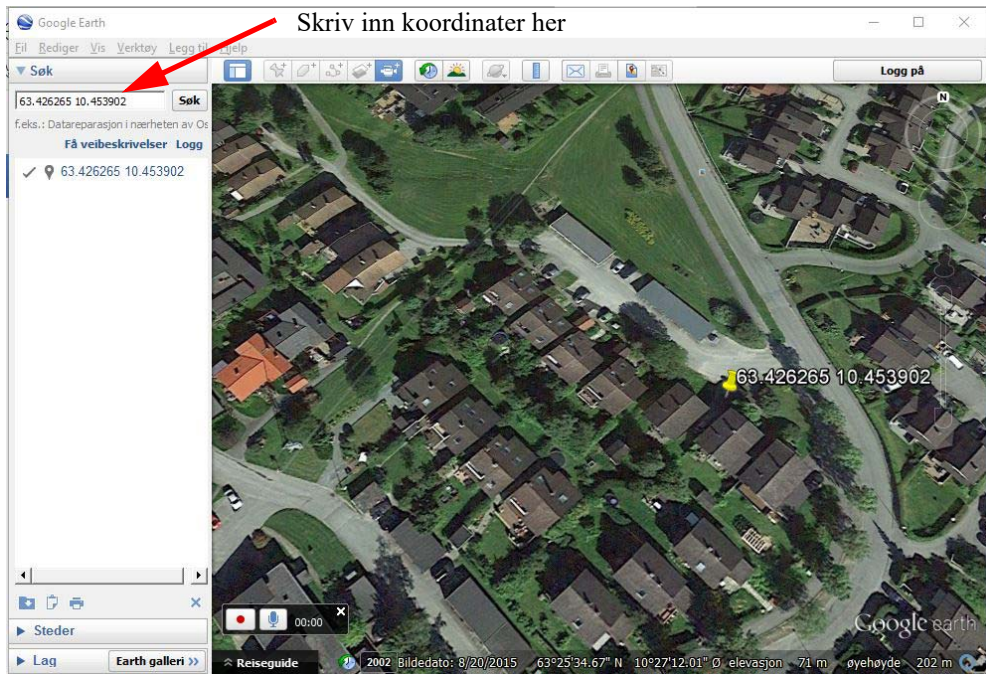 Skriv inn koordinater her
Google Earth
Fil Rediger Vis Verktøy Legg til Hjelp
Søk
Logg på
63.426265 10.453902 Søk
f.eks.: Datareparasjon i nærheten av Os
Få veibeskrivelser Logg
63.426265 10.453902
N
63.426265 10.453902
00:00
Google earth
Steder
Lag Earth galleri »
Reiseguide 2002 Bildedato: 8/20/2015 63°25'34.67" N 10°27'12.01" Ø elevasjon 71 m øyehøyde 202 m